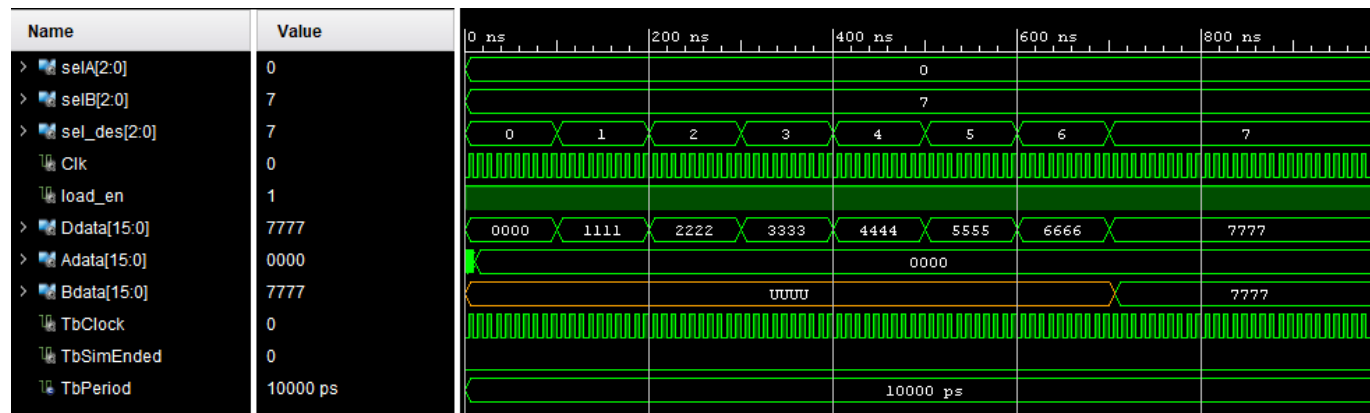 Name Value 0 ns 200 ns 400 ns 600 ns 800 ns
selA[2:0] 0 0
selB[2:0] 7 7
sel_des[2:0] 7 0 1 2 3 4 5 6 7
Clk 0
load_en 1
Ddata[15:0] 7777 0000 1111 2222 3333 4444 5555 6666 7777
Adata[15:0] 0000 0000
Bdata[15:0] 7777 UUUU 7777
TbClock 0
TbSimEnded 0
TbPeriod 10000 ps 10000 ps